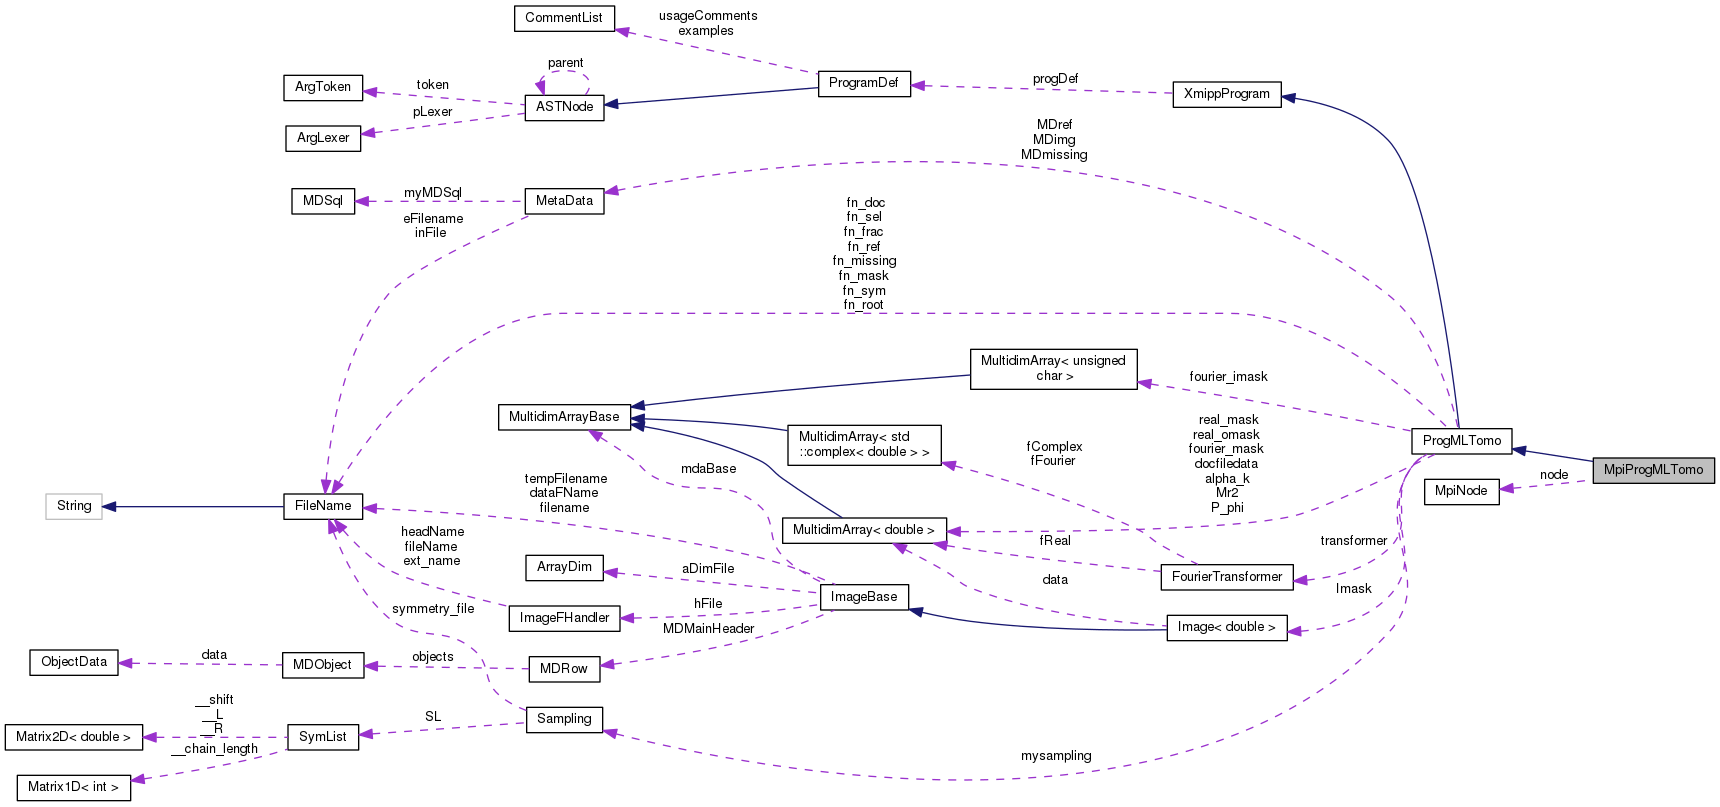 CommentList
usageComments
examples
parent
ArgToken
token
ASTNode
ProgramDef
progDef
XmippProgram
pLexer
ArgLexer
MDref
MDimg
MDmissing
MDSql
myMDSql
MetaData
eFilename
inFile
fn_doc
fn_sel
fn_frac
fn_ref
fn_missing
fn_mask
fn_sym
fn_root
MultidimArray< unsigned
char >
fourier_imask
MultidimArrayBase
MultidimArray< std
::complex< double > >
fComplex
fFourier
real_mask
real_omask
fourier_mask
docfiledata
alpha_k
Mr2
P_phi
ProgMLTomo
MpiProgMLTomo
node
MpiNode
mdaBase
tempFilename
dataFName
filename
String
FileName
MultidimArray< double >
headName
fileName
ext_name
fReal
transformer
ArrayDim
aDimFile
data
FourierTransformer
Imask
ImageBase
hFile
symmetry_file
ImageFHandler
MDMainHeader
Image< double >
ObjectData
data
MDObject
objects
MDRow
__shift
__L
__R
Matrix2D< double >
SymList
SL
Sampling
__chain_length
mysampling
Matrix1D< int >